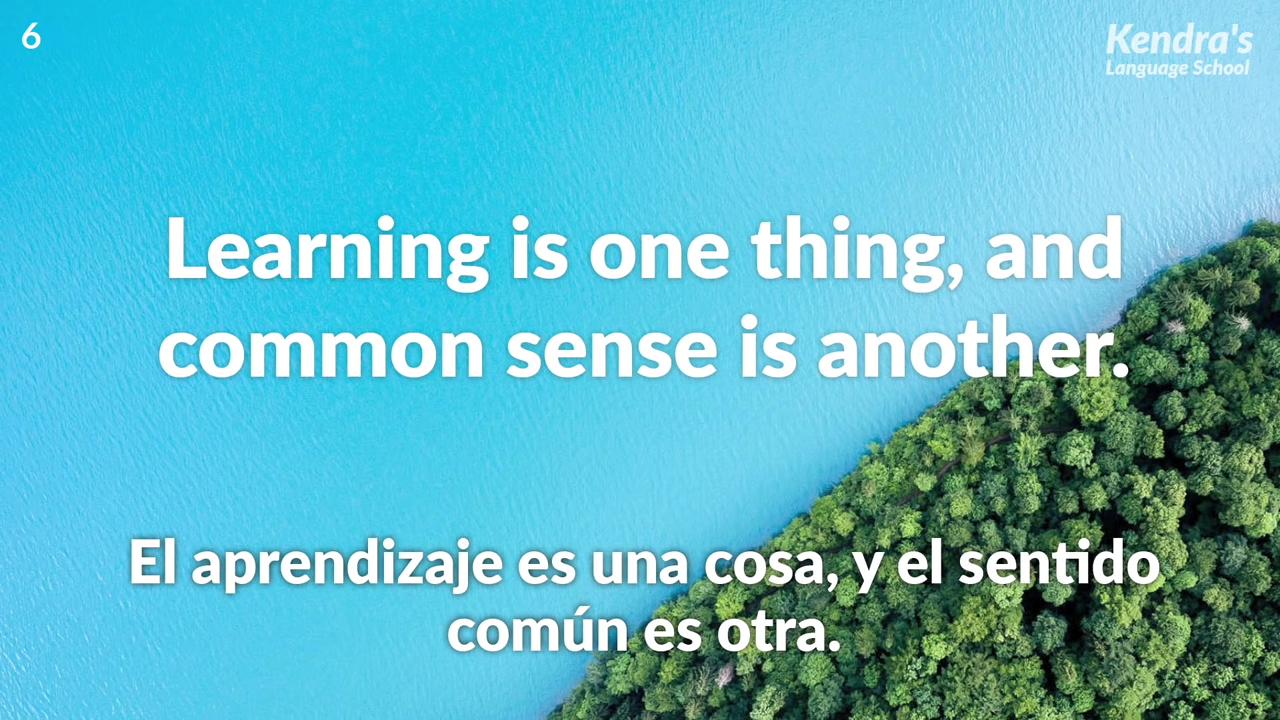 6
Kendra's
Language School
Learning is one thing, and
common sense is another.
El aprendizaje es una cosa, y el sentido
común es otra.